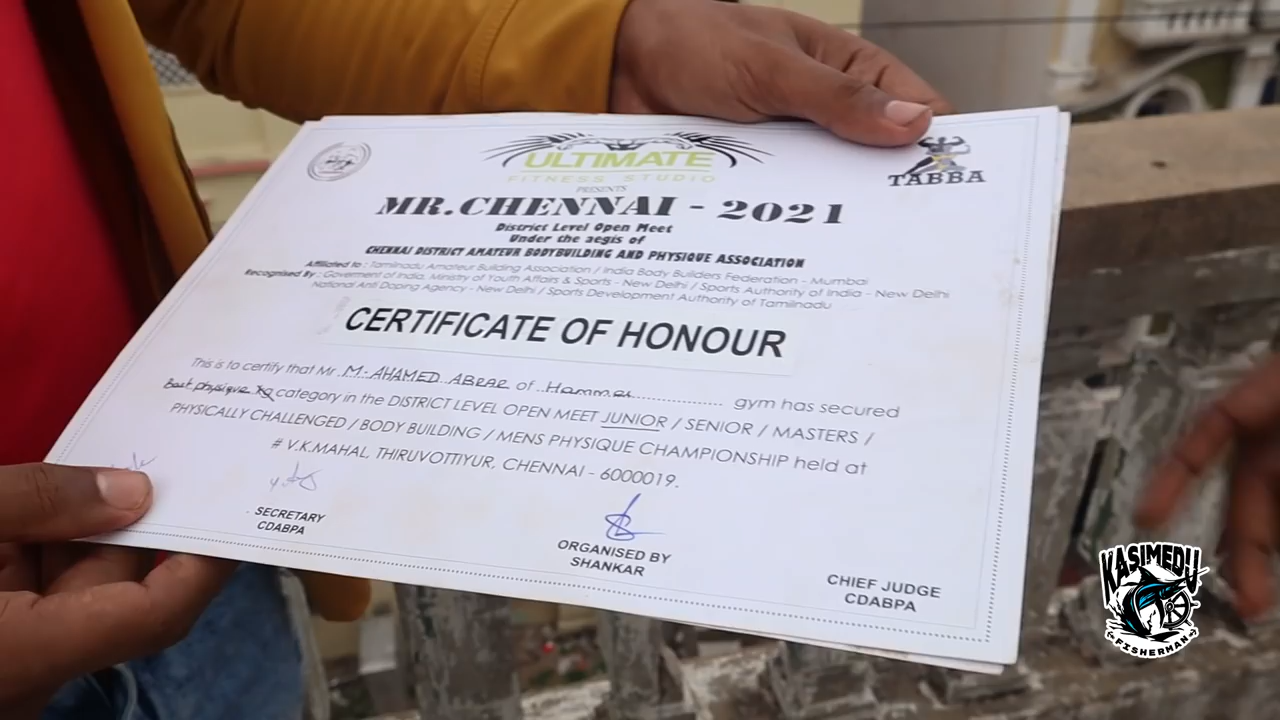 ULTIMATE
FITNESS STUDIO
TABBA
PRESENTS
MR.CHENNAI - 2021
District Level Open Meet
Under the aegis of
CHENNAI DISTRICT AMATEUR BODYBUILDING AND PHYSIQUE ASSOCIATION
Affiliated to : Tamilnadu Amateur Building Association / India Body Builders Federation - Mumbai
Recognised By : Goverment of India, Ministry of Youth Affairs & Sports - New Delhi / Sports Authority of India - New Delhi
National Anti Doping Agency - New Delhi / Sports Development Authority of Tamilnadu
CERTIFICATE OF HONOUR
This is to certify that Mr. M. AHAMED ABRAR of Hammer gym has secured
Best physique kg category in the DISTRICT LEVEL OPEN MEET JUNIOR / SENIOR / MASTERS /
PHYSICALLY CHALLENGED / BODY BUILDING / MENS PHYSIQUE CHAMPIONSHIP held at
# V.K.MAHAL, THIRUVOTTIYUR, CHENNAI - 6000019.
SECRETARY
CDABPA
ORGANISED BY
SHANKAR
CHIEF JUDGE
CDABPA
KASIMEDU
FISHERMAN